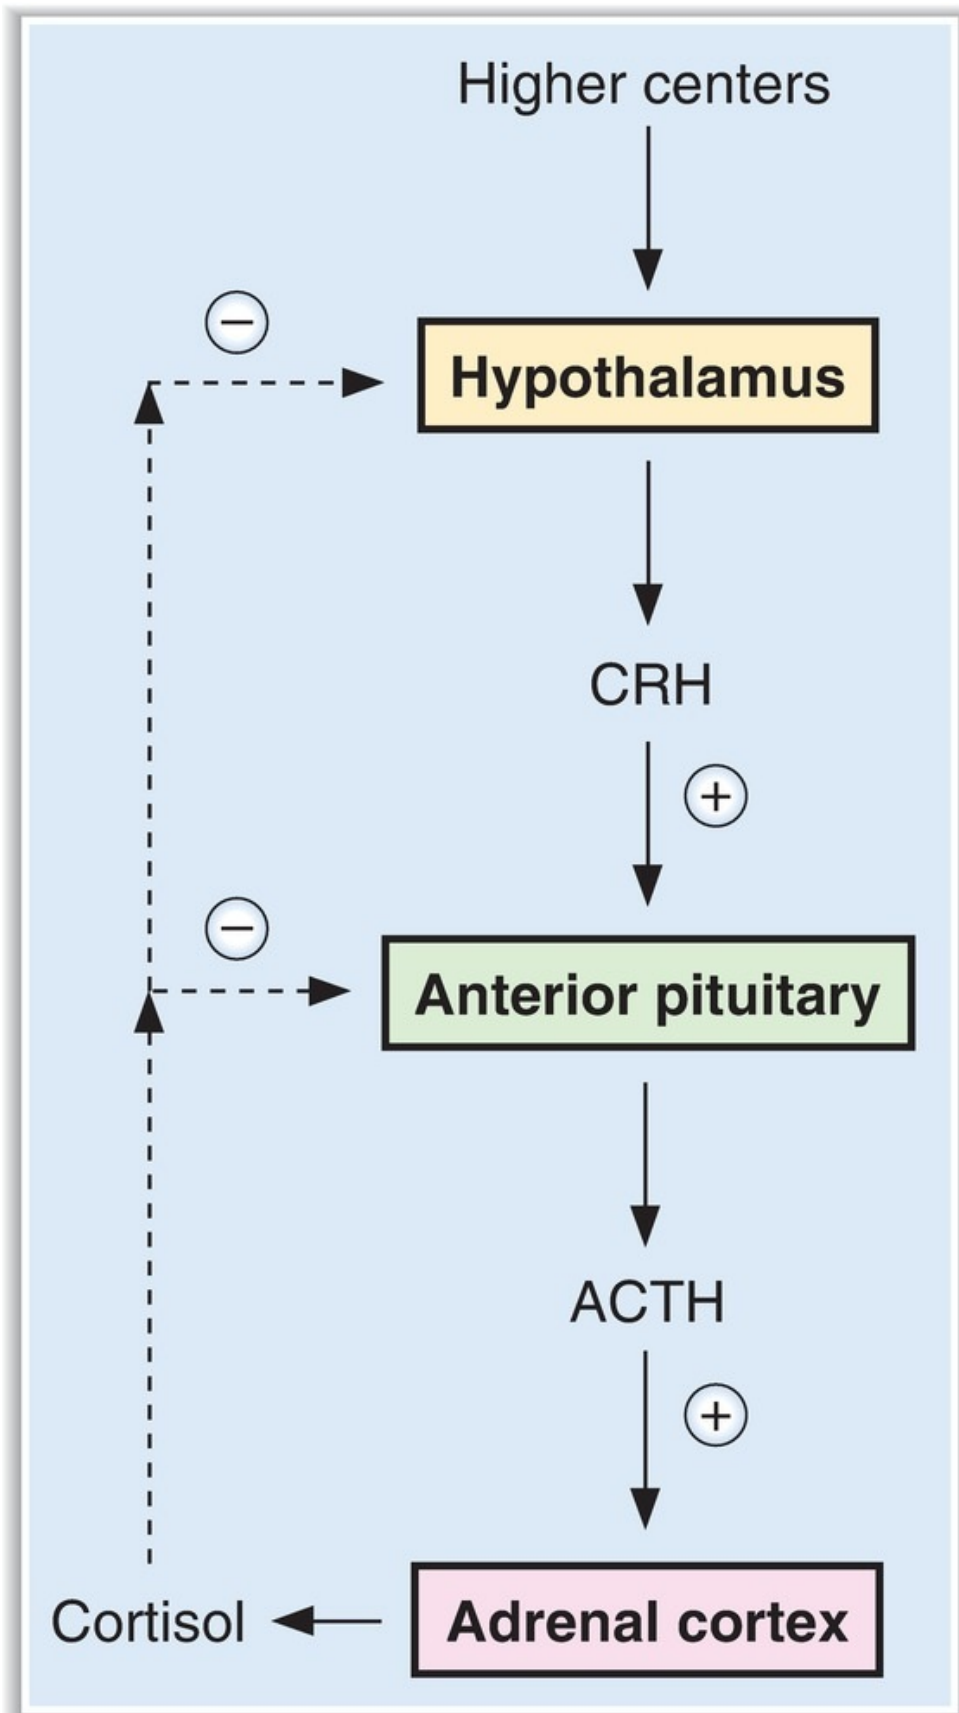 Higher centers
−
Hypothalamus
CRH
+
−
Anterior pituitary
ACTH
+
Cortisol
Adrenal cortex